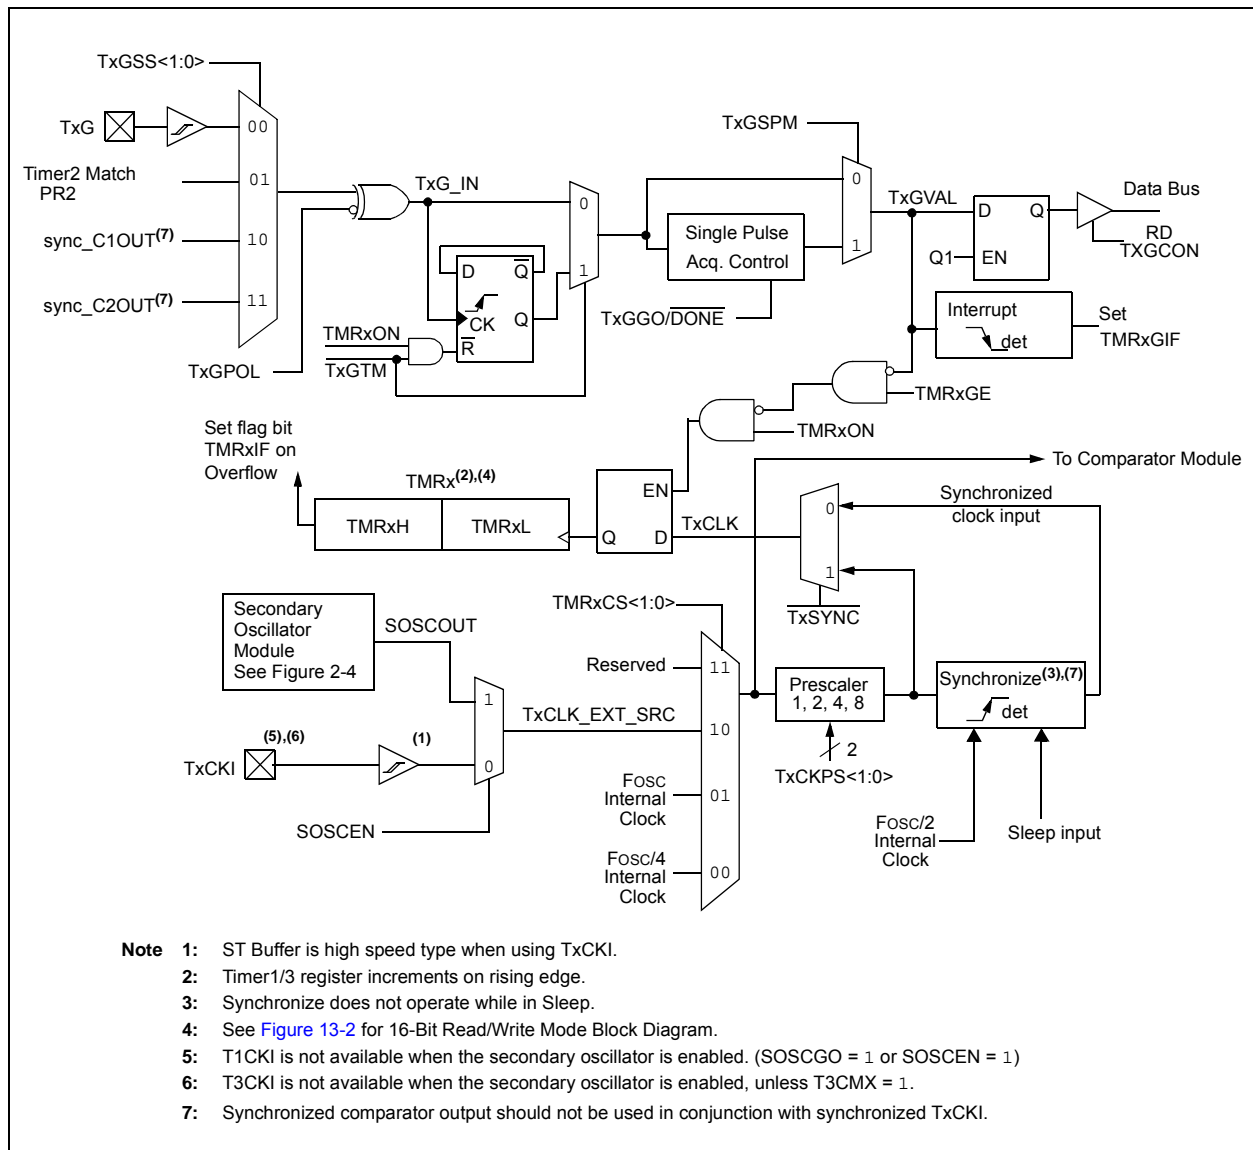 TxGSS<1:0>
TxG
00
Timer2 Match
PR2
01
sync_C1OUT(7)
10
sync_C2OUT(7)
11
TxGPOL
TxG_IN
0
1
D
Q
CK
Q
R
TMRxON
TxGTM
TxGSPM
0
1
Single Pulse
Acq. Control
TxGGO/DONE
TxGVAL
D
Q
Q1
EN
Data Bus
RD
TXGCON
Interrupt
det
Set
TMRxGIF
TMRxGE
TMRxON
Set flag bit
TMRxIF on
Overflow
TMRx(2),(4)
TMRxH
TMRxL
EN
Q
D
TxCLK
To Comparator Module
0
1
Synchronized
clock input
TxSYNC
Secondary
Oscillator
Module
See Figure 2-4
SOSCOUT
1
0
(5),(6)
(1)
TxCKI
SOSCEN
TxCLK_EXT_SRC
TMRxCS<1:0>
Reserved
11
10
FOSC
Internal
Clock
01
FOSC/4
Internal
Clock
00
Prescaler
1, 2, 4, 8
2
TxCKPS<1:0>
Synchronize(3),(7)
det
FOSC/2
Internal
Clock
Sleep input
Note 1: ST Buffer is high speed type when using TxCKI.
2: Timer1/3 register increments on rising edge.
3: Synchronize does not operate while in Sleep.
4: See Figure 13-2 for 16-Bit Read/Write Mode Block Diagram.
5: T1CKI is not available when the secondary oscillator is enabled. (SOSCGO = 1 or SOSCEN = 1)
6: T3CKI is not available when the secondary oscillator is enabled, unless T3CMX = 1.
7: Synchronized comparator output should not be used in conjunction with synchronized TxCKI.